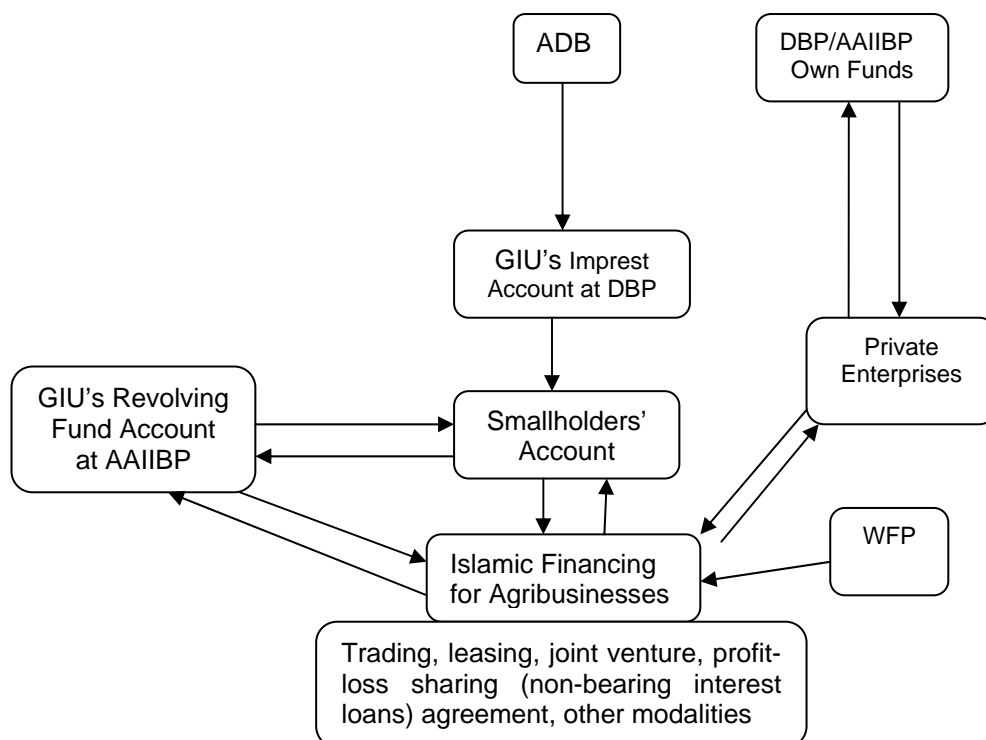 ADB
DBP/AAIIBP
Own Funds
GIU’s Imprest
Account at DBP
Private
Enterprises
GIU’s Revolving
Fund Account
at AAIIBP
Smallholders’
Account
WFP
Islamic Financing
for Agribusinesses
Trading, leasing, joint venture, profit-
loss sharing (non-bearing interest
loans) agreement, other modalities